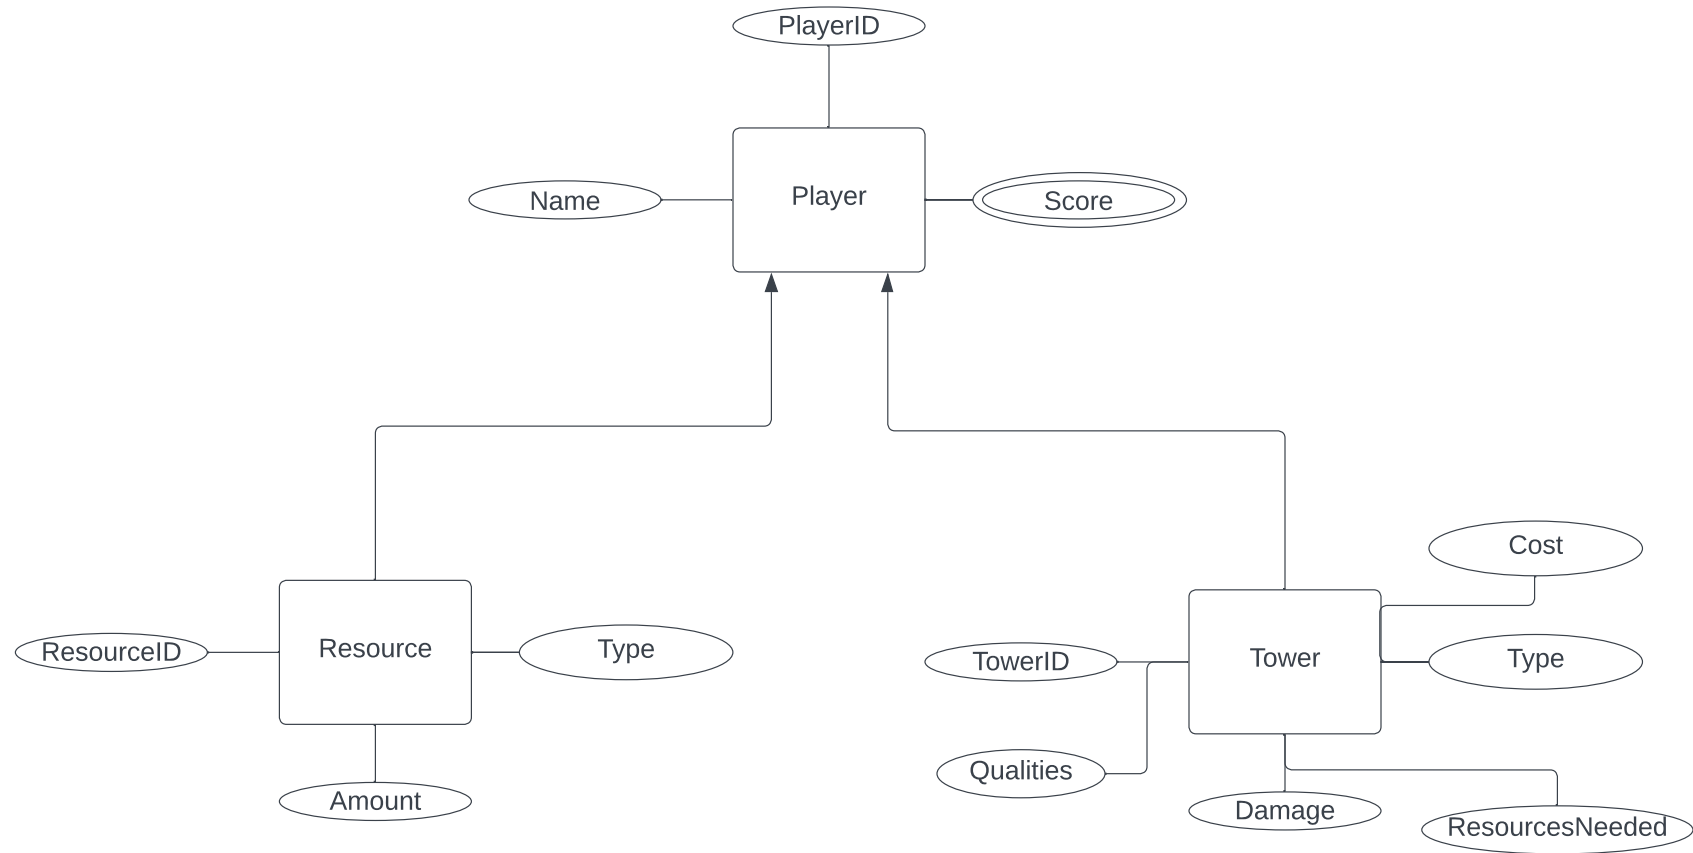 PlayerID
Name
Player
Score
Cost
ResourceID
Resource
Type
TowerID
Tower
Type
Qualities
Amount
Damage
ResourcesNeeded